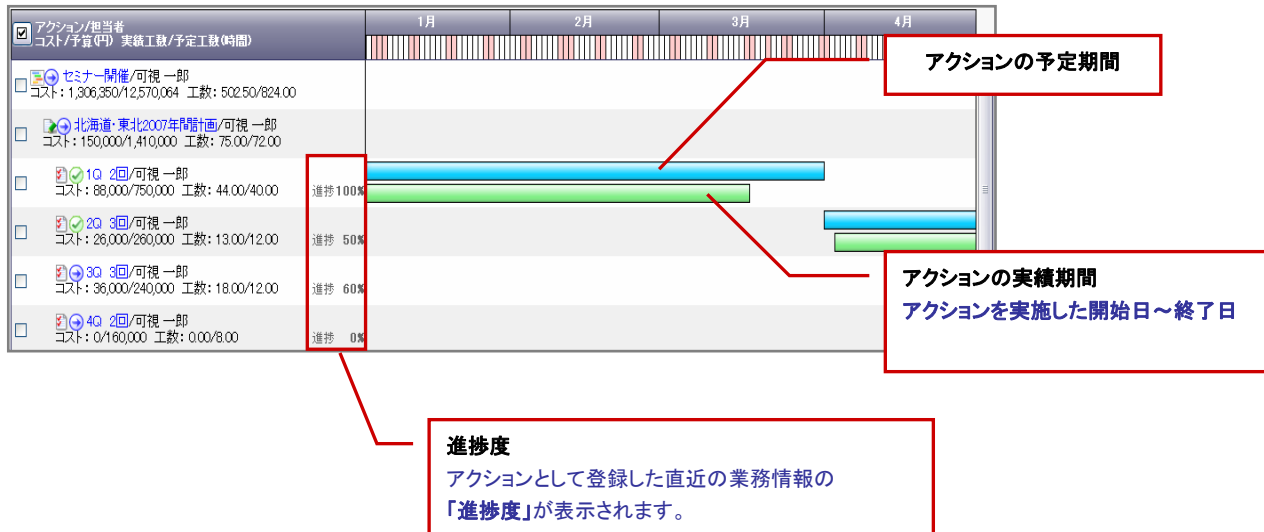 アクション/担当者
コスト/予算(円) 実績工数/予定工数(時間)
1月 2月 3月 4月
セミナー開催/可視 一郎
コスト: 1,306,350/12,570,064 工数: 502.50/824.00
北海道・東北2007年間計画/可視 一郎
コスト: 150,000/1,410,000 工数: 75.00/72.00
1Q 2回/可視 一郎
コスト: 88,000/750,000 工数: 44.00/40.00 進捗100%
2Q 3回/可視 一郎
コスト: 26,000/260,000 工数: 13.00/12.00 進捗 50%
3Q 3回/可視 一郎
コスト: 36,000/240,000 工数: 18.00/12.00 進捗 60%
4Q 2回/可視 一郎
コスト: 0/160,000 工数: 0.00/8.00 進捗 0%
アクションの予定期間
アクションの実績期間
アクションを実施した開始日～終了日
進捗度
アクションとして登録した直近の業務情報の
「進捗度」が表示されます。